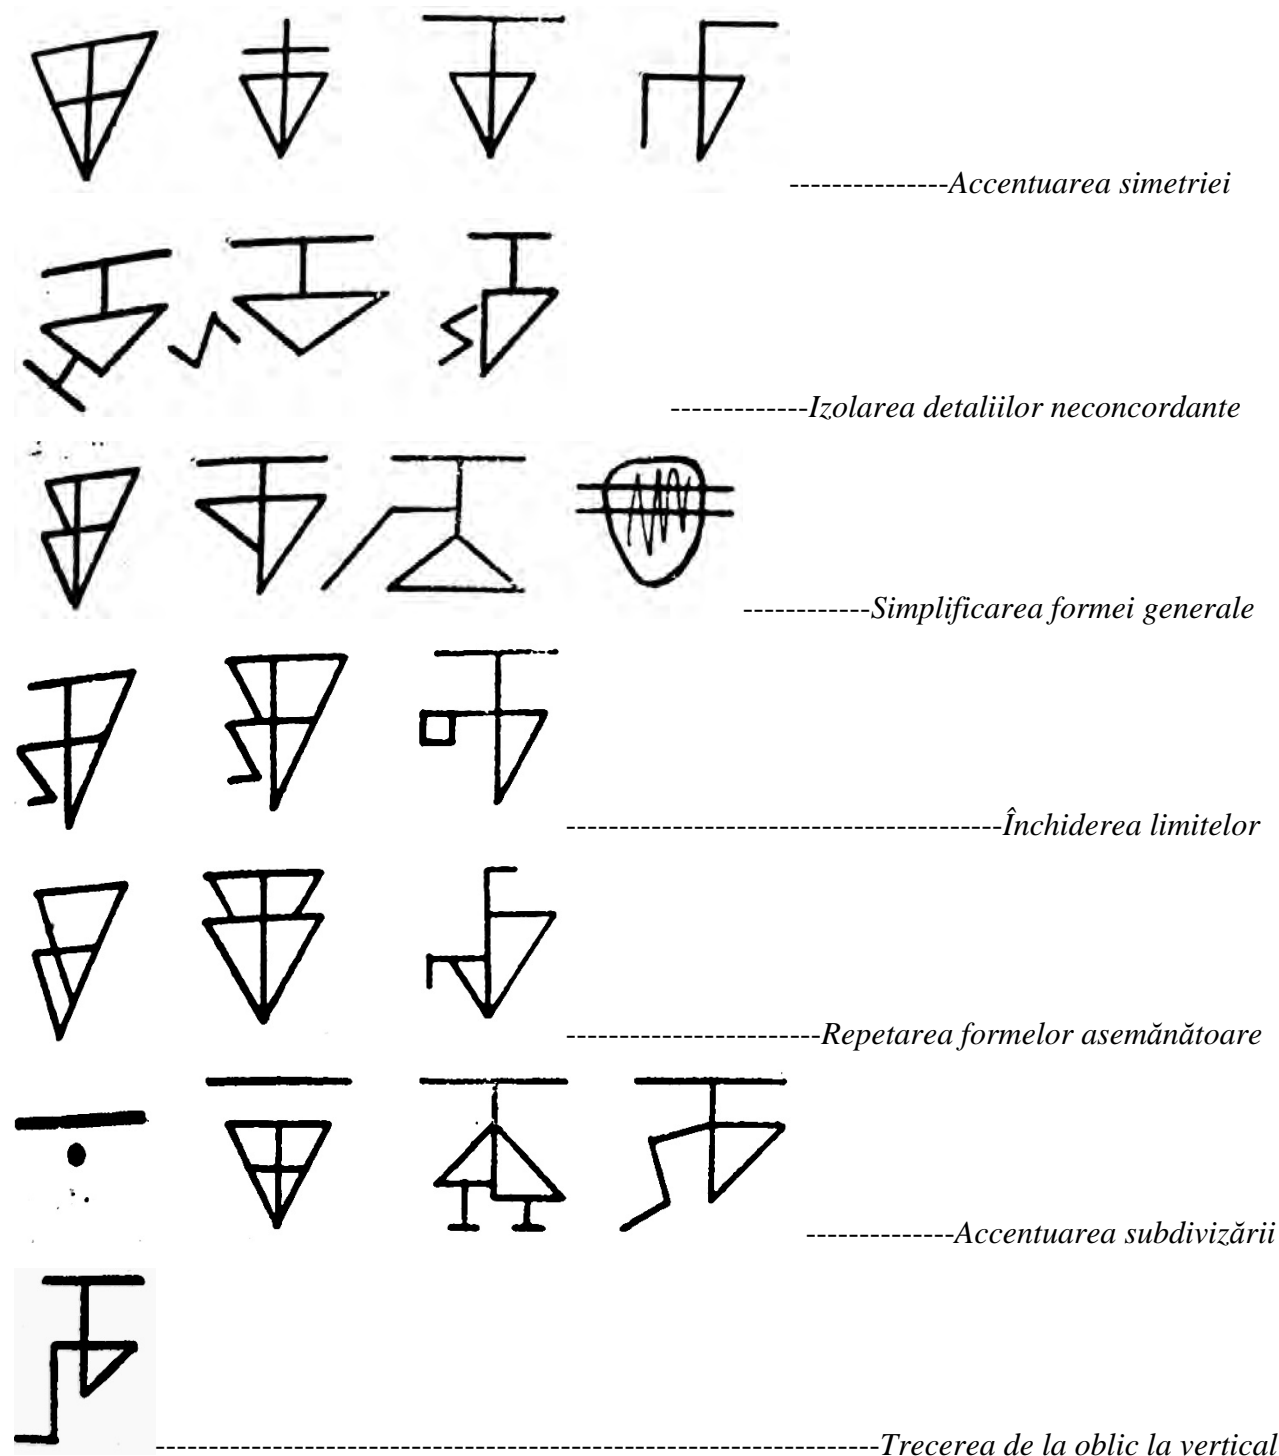 ---------------Accentuarea simetriei
-------------Izolarea detaliilor neconcordante
------------Simplificarea formei generale
-----------------------------------------Închiderea limitelor
------------------------Repetarea formelor asemănătoare
--------------Accentuarea subdivizării
--------------------------------------------------------------------Trecerea de la oblic la vertical